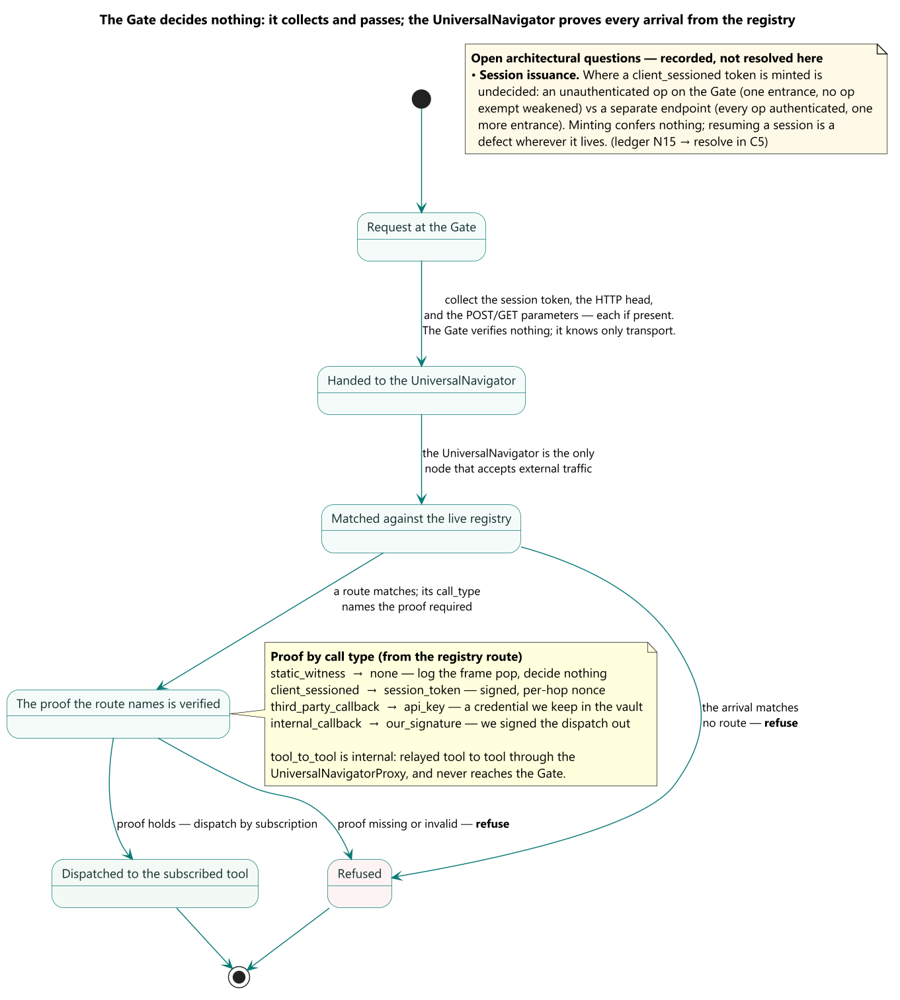 The Gate decides nothing: it collects and passes; the UniversalNavigator proves every arrival from the registry
Open architectural questions — recorded, not resolved here
• Session issuance. Where a client_sessioned token is minted is
undecided: an unauthenticated op on the Gate (one entrance, no op
exempt weakened) vs a separate endpoint (every op authenticated, one
more entrance). Minting confers nothing; resuming a session is a
defect wherever it lives. (ledger N15 → resolve in C5)
Request at the Gate
collect the session token, the HTTP head,
and the POST/GET parameters — each if present.
The Gate verifies nothing; it knows only transport.
Handed to the UniversalNavigator
the UniversalNavigator is the only
node that accepts external traffic
Matched against the live registry
a route matches; its call_type
names the proof required
Proof by call type (from the registry route)
static_witness → none — log the frame pop, decide nothing
client_sessioned → session_token — signed, per-hop nonce
third_party_callback → api_key — a credential we keep in the vault
internal_callback → our_signature — we signed the dispatch out
tool_to_tool is internal: relayed tool to tool through the
UniversalNavigatorProxy, and never reaches the Gate.
The proof the route names is verified
the arrival matches
no route — refuse
proof holds — dispatch by subscription
proof missing or invalid — refuse
Dispatched to the subscribed tool
Refused